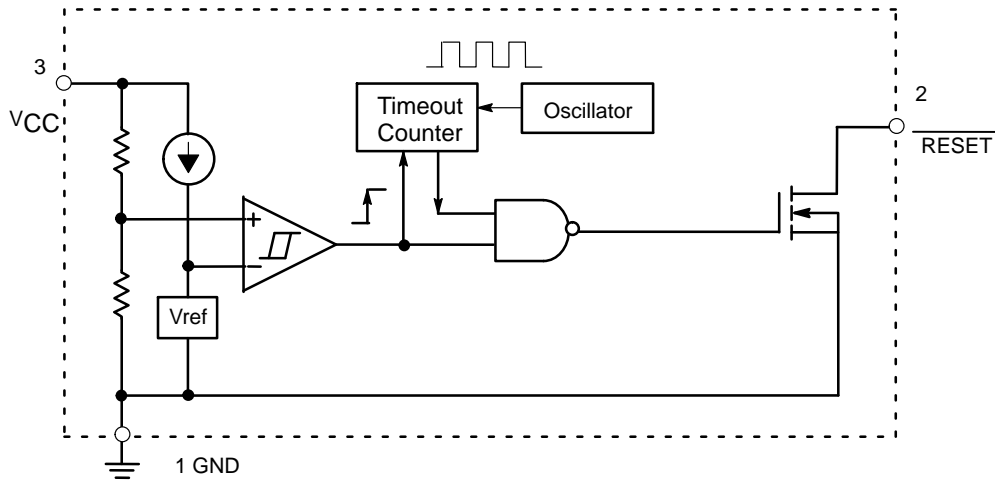 3
VCC
Timeout
Counter
Oscillator
2
RESET
+
−
Vref
1 GND